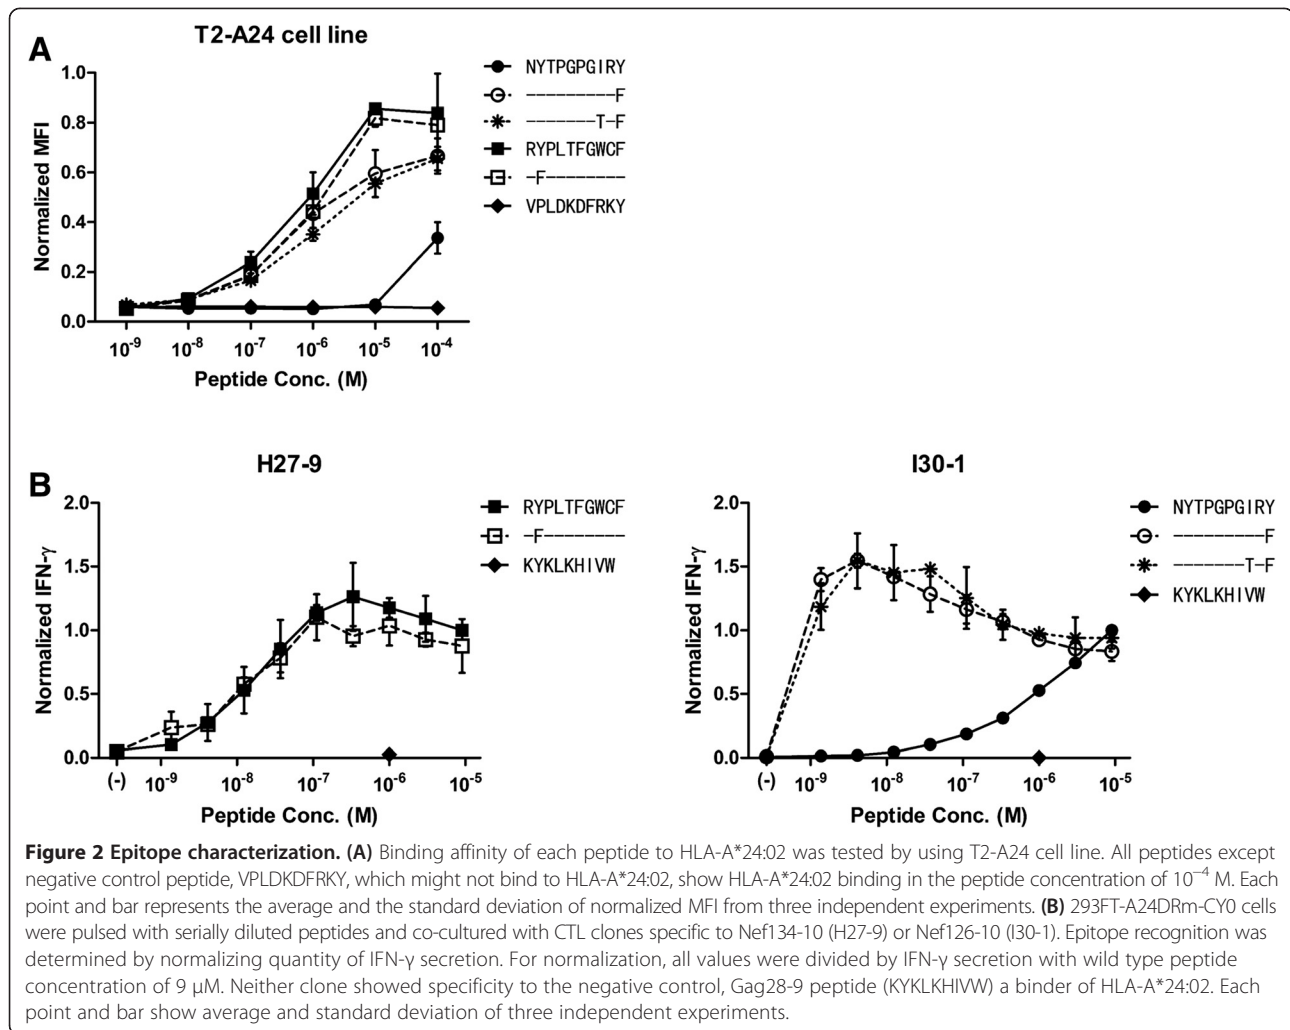 A
T2-A24 cell line
NYTPGPGIRY
---------F
-------T-F
RYPLTFGWCF
-F--------
VPLDKDFRKY
Normalized MFI
1.0
0.8
0.6
0.4
0.2
0.0
10⁻⁹ 10⁻⁸ 10⁻⁷ 10⁻⁶ 10⁻⁵ 10⁻⁴
Peptide Conc. (M)
B
H27-9
RYPLTFGWCF
-F--------
KYKLKHIVW
Normalized IFN-γ
2.0
1.5
1.0
0.5
0.0
(-) 10⁻⁹ 10⁻⁸ 10⁻⁷ 10⁻⁶ 10⁻⁵
Peptide Conc. (M)
I30-1
NYTPGPGIRY
---------F
-------T-F
KYKLKHIVW
Normalized IFN-γ
2.0
1.5
1.0
0.5
0.0
(-) 10⁻⁹ 10⁻⁸ 10⁻⁷ 10⁻⁶ 10⁻⁵
Peptide Conc. (M)
Figure 2 Epitope characterization. (A) Binding affinity of each peptide to HLA-A*24:02 was tested by using T2-A24 cell line. All peptides except
negative control peptide, VPLDKDFRKY, which might not bind to HLA-A*24:02, show HLA-A*24:02 binding in the peptide concentration of 10⁻⁴ M. Each
point and bar represents the average and the standard deviation of normalized MFI from three independent experiments. (B) 293FT-A24DRm-CY0 cells
were pulsed with serially diluted peptides and co-cultured with CTL clones specific to Nef134-10 (H27-9) or Nef126-10 (I30-1). Epitope recognition was
determined by normalizing quantity of IFN-γ secretion. For normalization, all values were divided by IFN-γ secretion with wild type peptide
concentration of 9 μM. Neither clone showed specificity to the negative control, Gag28-9 peptide (KYKLKHIVW) a binder of HLA-A*24:02. Each
point and bar show average and standard deviation of three independent experiments.